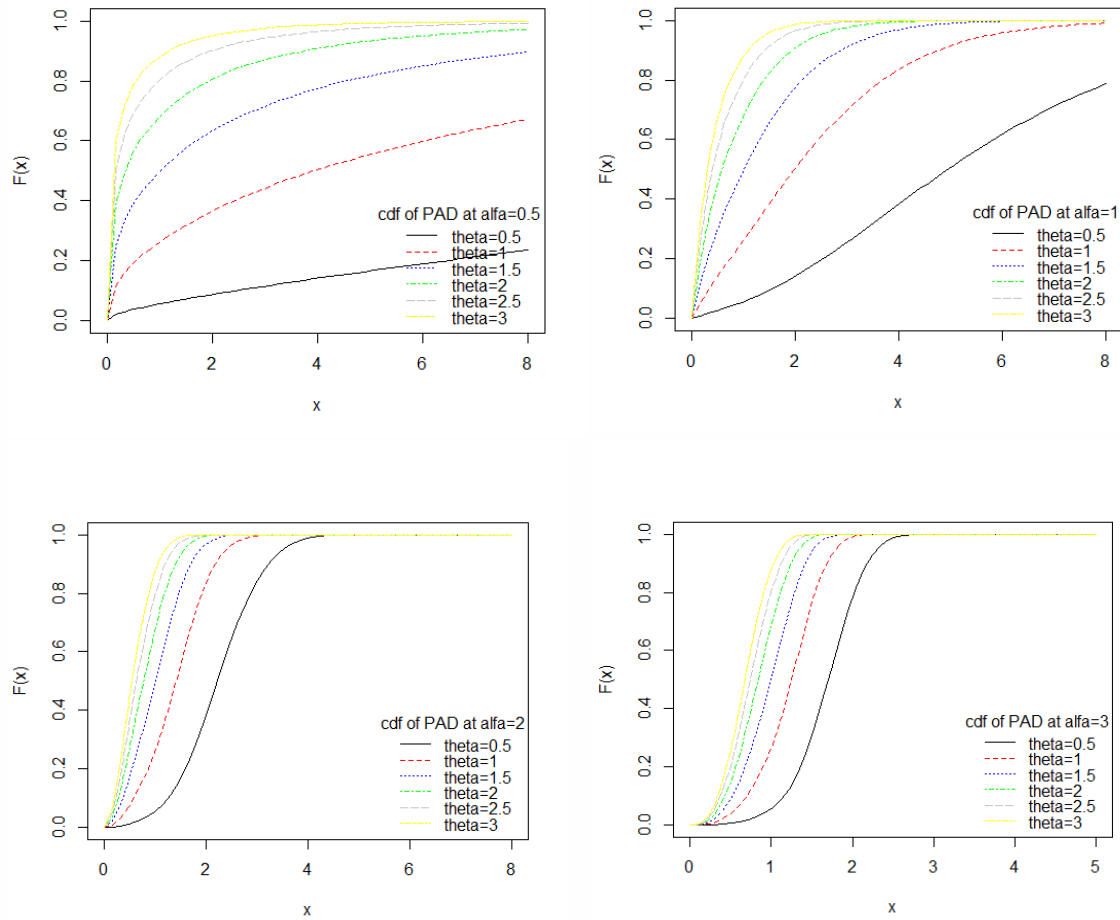 F(x)
0.0 0.2 0.4 0.6 0.8 1.0
cdf of PAD at alfa=0.5
theta=0.5
theta=1
theta=1.5
theta=2
theta=2.5
theta=3
0 2 4 6 8
x
F(x)
0.0 0.2 0.4 0.6 0.8 1.0
cdf of PAD at alfa=1
theta=0.5
theta=1
theta=1.5
theta=2
theta=2.5
theta=3
0 2 4 6 8
x
F(x)
0.0 0.2 0.4 0.6 0.8 1.0
cdf of PAD at alfa=2
theta=0.5
theta=1
theta=1.5
theta=2
theta=2.5
theta=3
0 2 4 6 8
x
F(x)
0.0 0.2 0.4 0.6 0.8 1.0
cdf of PAD at alfa=3
theta=0.5
theta=1
theta=1.5
theta=2
theta=2.5
theta=3
0 1 2 3 4 5
x